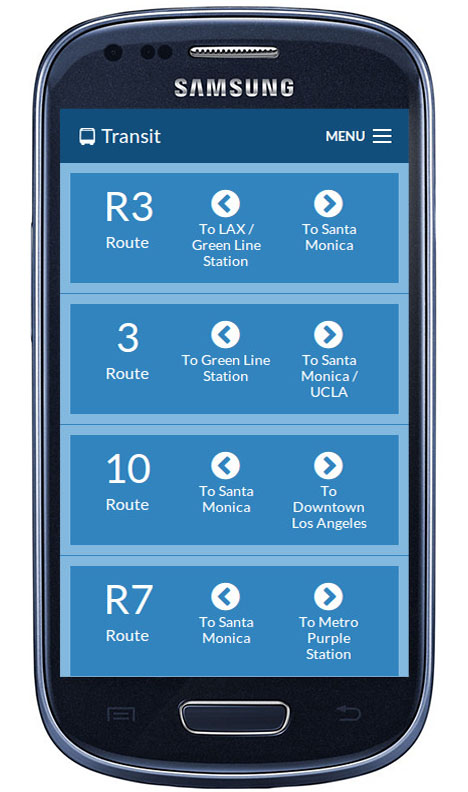 SAMSUNG
Transit
MENU
R3
Route
To LAX /
Green Line
Station
To Santa
Monica
3
Route
To Green Line
Station
To Santa
Monica /
UCLA
10
Route
To Santa
Monica
To
Downtown
Los Angeles
R7
Route
To Santa
Monica
To Metro
Purple
Station